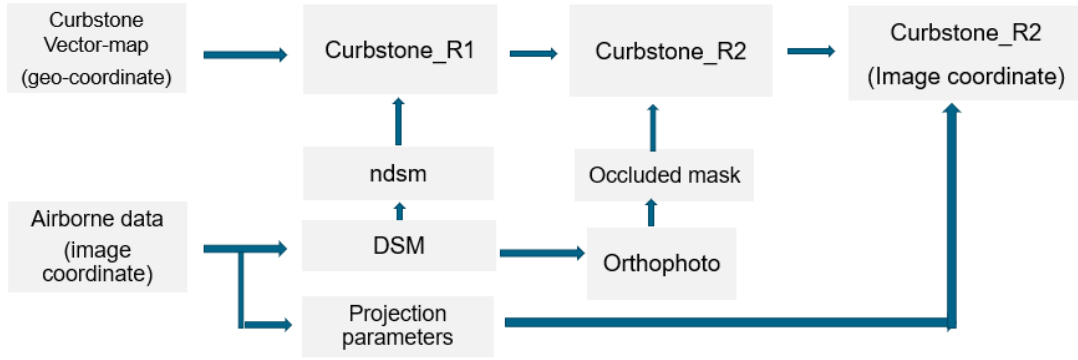 Curbstone
Vector-map
(geo-coordinate)
Curbstone_R1
Curbstone_R2
Curbstone_R2
(Image coordinate)
ndsm
Occluded mask
Airborne data
(image
coordinate)
DSM
Orthophoto
Projection
parameters